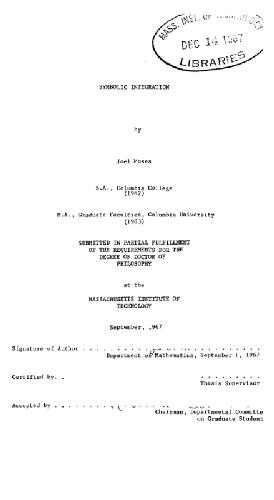 MASS. INST. OF TECHNOLOGY
DEC 14 1967
LIBRARIES
SYMBOLIC INTEGRATION
by
Joel Moses
B.A., Columbia College
(1962)
M.A., Graduate Faculties, Columbia University
(1963)
SUBMITTED IN PARTIAL FULFILLMENT
OF THE REQUIREMENTS FOR THE
DEGREE OF DOCTOR OF
PHILOSOPHY
at the
MASSACHUSETTS INSTITUTE OF
TECHNOLOGY
September, 1967
Signature of Author . . . . . . . . . . . . . . . . . . . . . . .
Department of Mathematics, September 1, 1967
Certified by. . . . . . . . . . .
Thesis Supervisor
Accepted by . . . . . . . . . . . . . . . . . . . . . . . . . .
Chairman, Departmental Committe
on Graduate Student